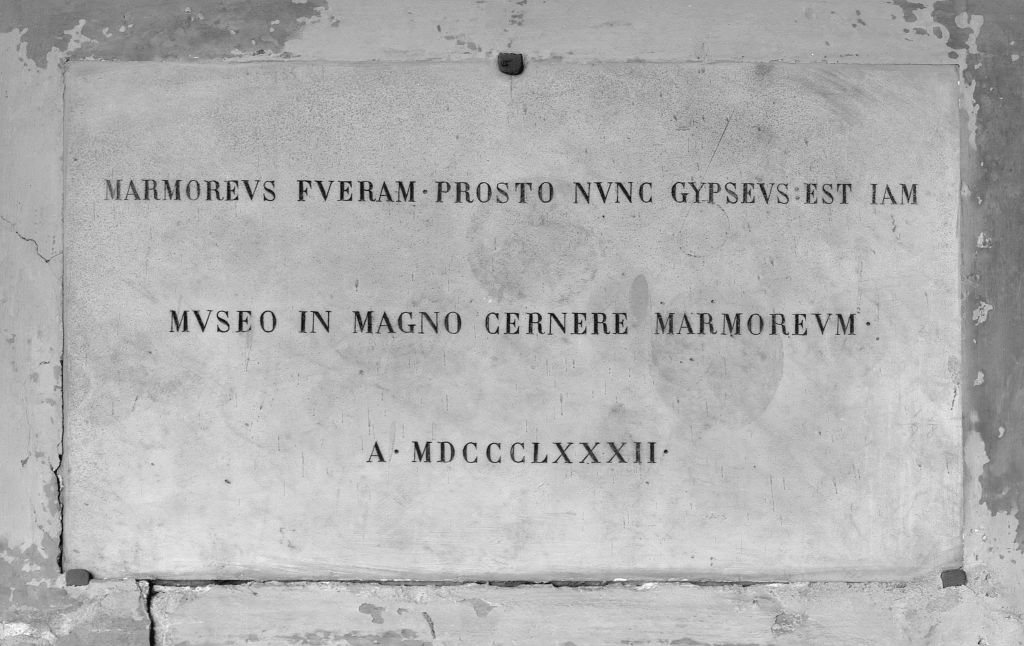 MARMOREVS FVERAM·PROSTO NVNC GYPSEVS·EST IAM
MVSEO IN MAGNO CERNERE MARMOREVM·
A· MDCCCLXXXII·